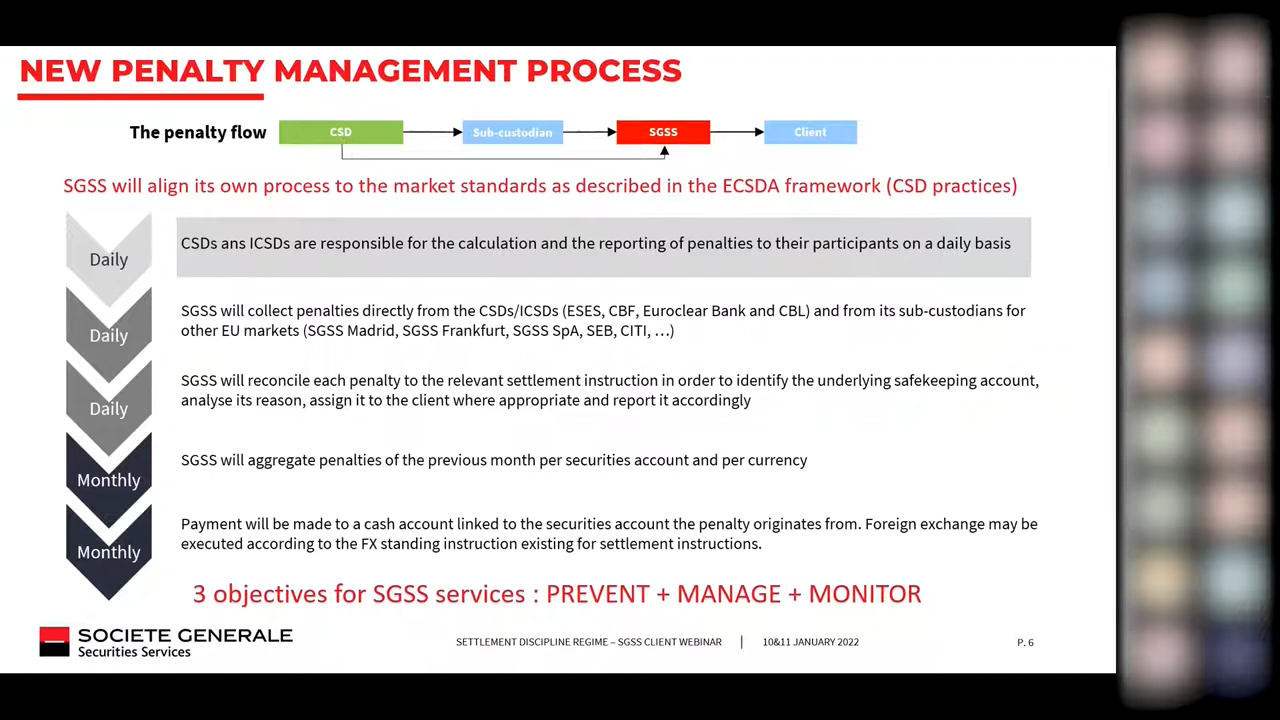 NEW PENALTY MANAGEMENT PROCESS
The penalty flow
CSD
Sub-custodian
SGSS
Client
SGSS will align its own process to the market standards as described in the ECSDA framework (CSD practices)
Daily
CSDs ans ICSDs are responsible for the calculation and the reporting of penalties to their participants on a daily basis
Daily
SGSS will collect penalties directly from the CSDs/ICSDs (ESES, CBF, Euroclear Bank and CBL) and from its sub-custodians for
other EU markets (SGSS Madrid, SGSS Frankfurt, SGSS SpA, SEB, CITI, …)
Daily
SGSS will reconcile each penalty to the relevant settlement instruction in order to identify the underlying safekeeping account,
analyse its reason, assign it to the client where appropriate and report it accordingly
Monthly
SGSS will aggregate penalties of the previous month per securities account and per currency
Monthly
Payment will be made to a cash account linked to the securities account the penalty originates from. Foreign exchange may be
executed according to the FX standing instruction existing for settlement instructions.
3 objectives for SGSS services : PREVENT + MANAGE + MONITOR
SOCIETE GENERALE
Securities Services
SETTLEMENT DISCIPLINE REGIME – SGSS CLIENT WEBINAR | 10&11 JANUARY 2022
P. 6